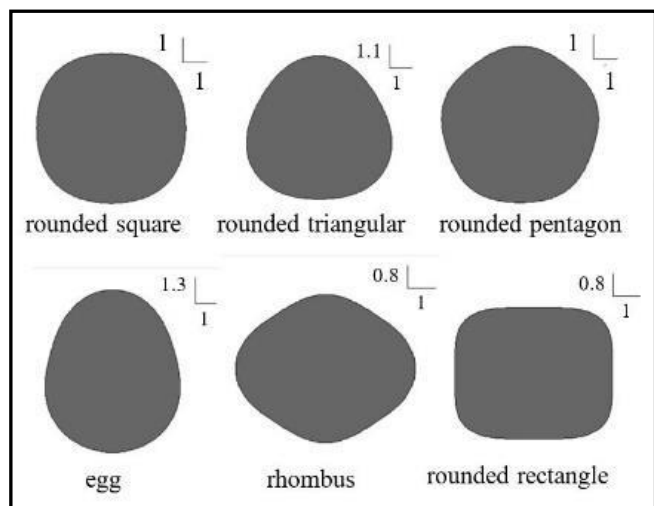 1
1
1.1
1
1
1
rounded square
rounded triangular
rounded pentagon
1.3
1
0.8
1
0.8
1
egg
rhombus
rounded rectangle